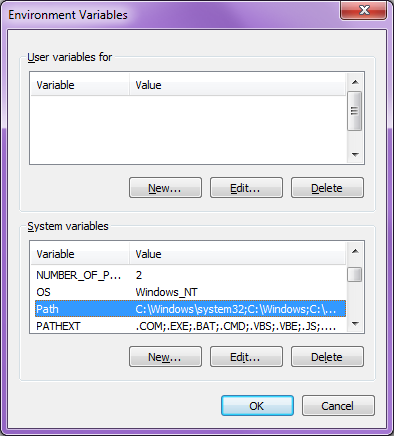 Environment Variables
User variables for
Variable Value
New... Edit... Delete
System variables
Variable Value
NUMBER_OF_P... 2
OS Windows_NT
Path C:\Windows\system32;C:\Windows;C:\...
PATHEXT .COM;.EXE;.BAT;.CMD;.VBS;.VBE;.JS;....
New... Edit... Delete
OK Cancel